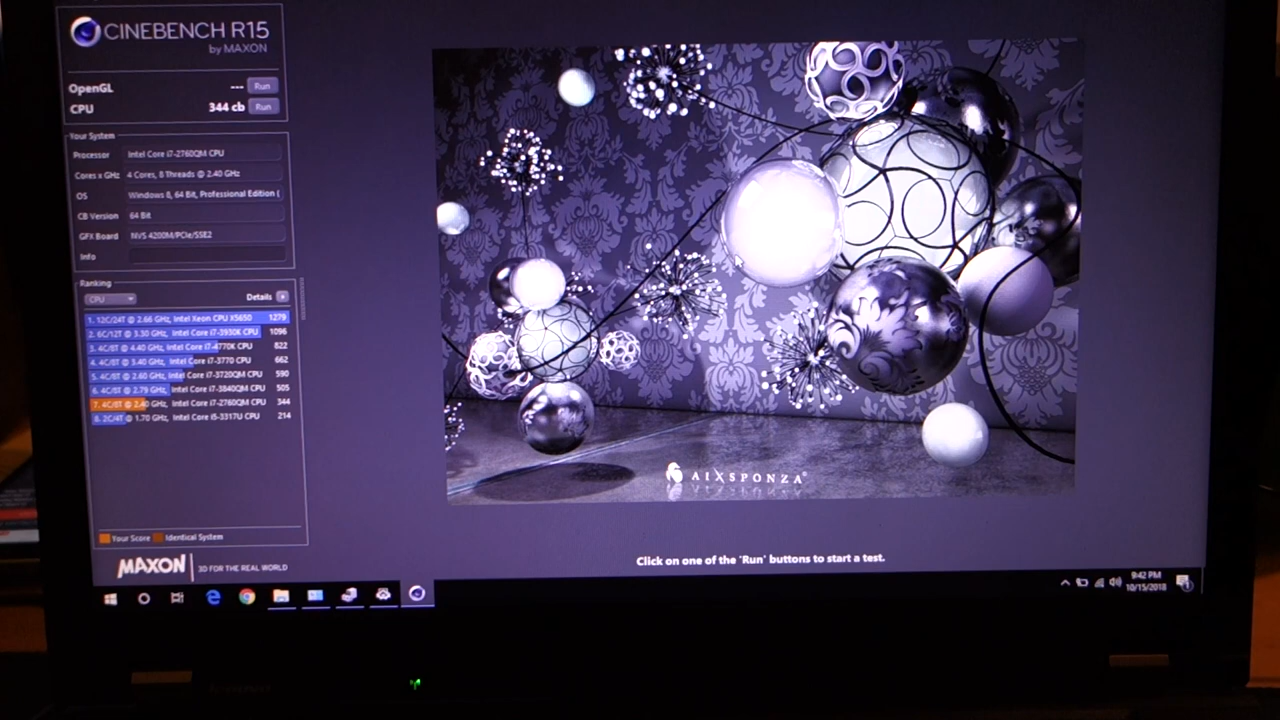 CINEBENCH R15
by MAXON
OpenGL --- Run
CPU 344 cb Run
Your System
Processor Intel Core i7-2760QM CPU
Cores x GHz 4 Cores, 8 Threads @ 2.40 GHz
OS Windows 8, 64 Bit, Professional Edition (
CB Version 64 Bit
GFX Board NVS 4200M/PCIe/SSE2
Info
Ranking
CPU Details
1. 12C/24T @ 2.66 GHz, Intel Xeon CPU X5650 1279
2. 6C/12T @ 3.30 GHz, Intel Core i7-3930K CPU 1096
3. 4C/8T @ 4.40 GHz, Intel Core i7-4770K CPU 822
4. 4C/8T @ 3.40 GHz, Intel Core i7-3770 CPU 662
5. 4C/8T @ 2.60 GHz, Intel Core i7-3720QM CPU 590
6. 4C/8T @ 2.79 GHz, Intel Core i7-3840QM CPU 505
7. 4C/8T @ 2.40 GHz, Intel Core i7-2760QM CPU 344
8. 2C/4T @ 1.70 GHz, Intel Core i5-3317U CPU 214
Your Score Identical System
MAXON 3D FOR THE REAL WORLD
AIXSPONZA®
Click on one of the 'Run' buttons to start a test.
9:42 PM
10/15/2018